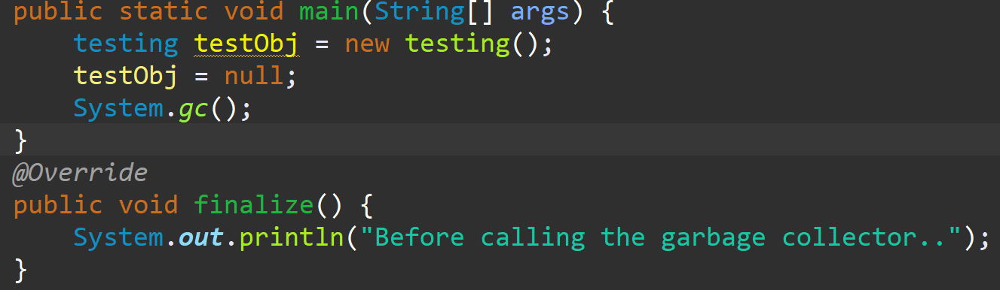 public static void main(String[] args) {
    testing testObj = new testing();
    testObj = null;
    System.gc();
}
@Override
public void finalize() {
    System.out.println("Before calling the garbage collector..");
}